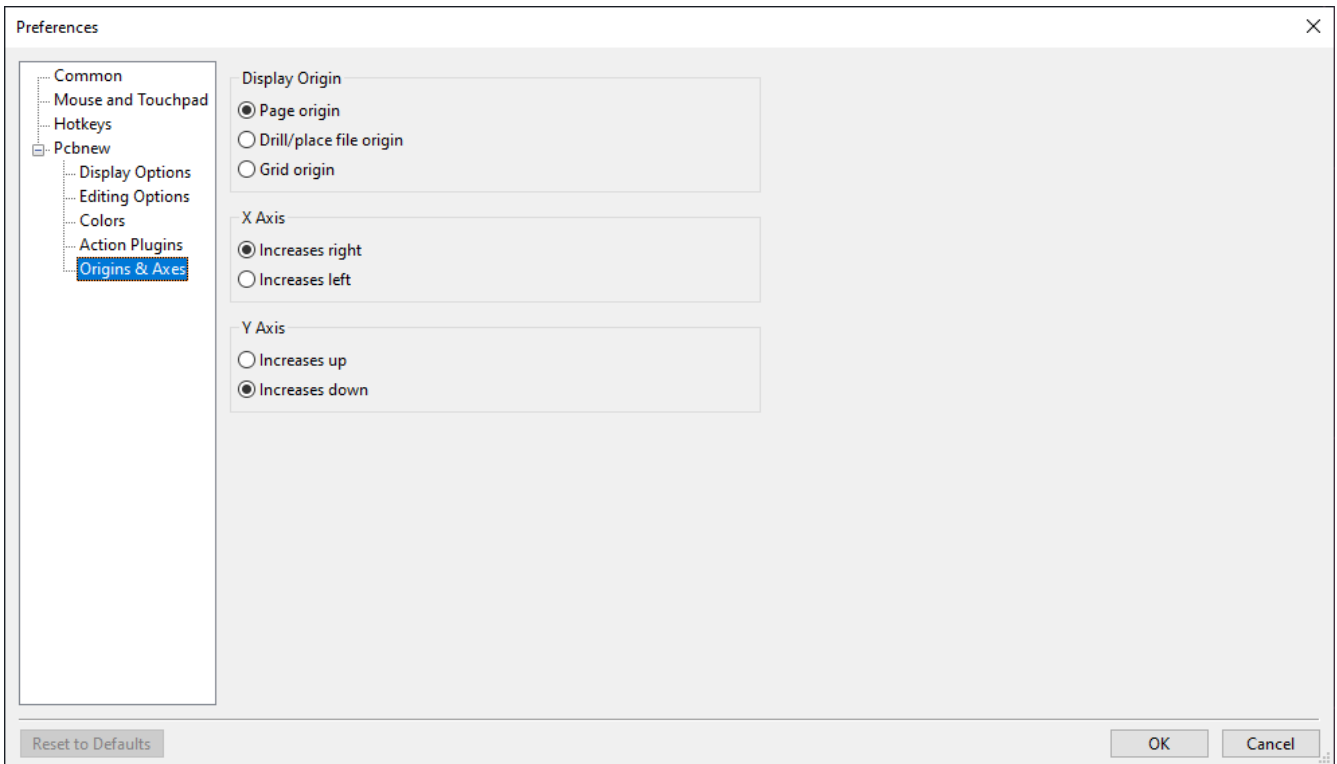 Preferences
Common
Mouse and Touchpad
Hotkeys
Pcbnew
Display Options
Editing Options
Colors
Action Plugins
Origins & Axes
Display Origin
Page origin
Drill/place file origin
Grid origin
X Axis
Increases right
Increases left
Y Axis
Increases up
Increases down
Reset to Defaults
OK
Cancel